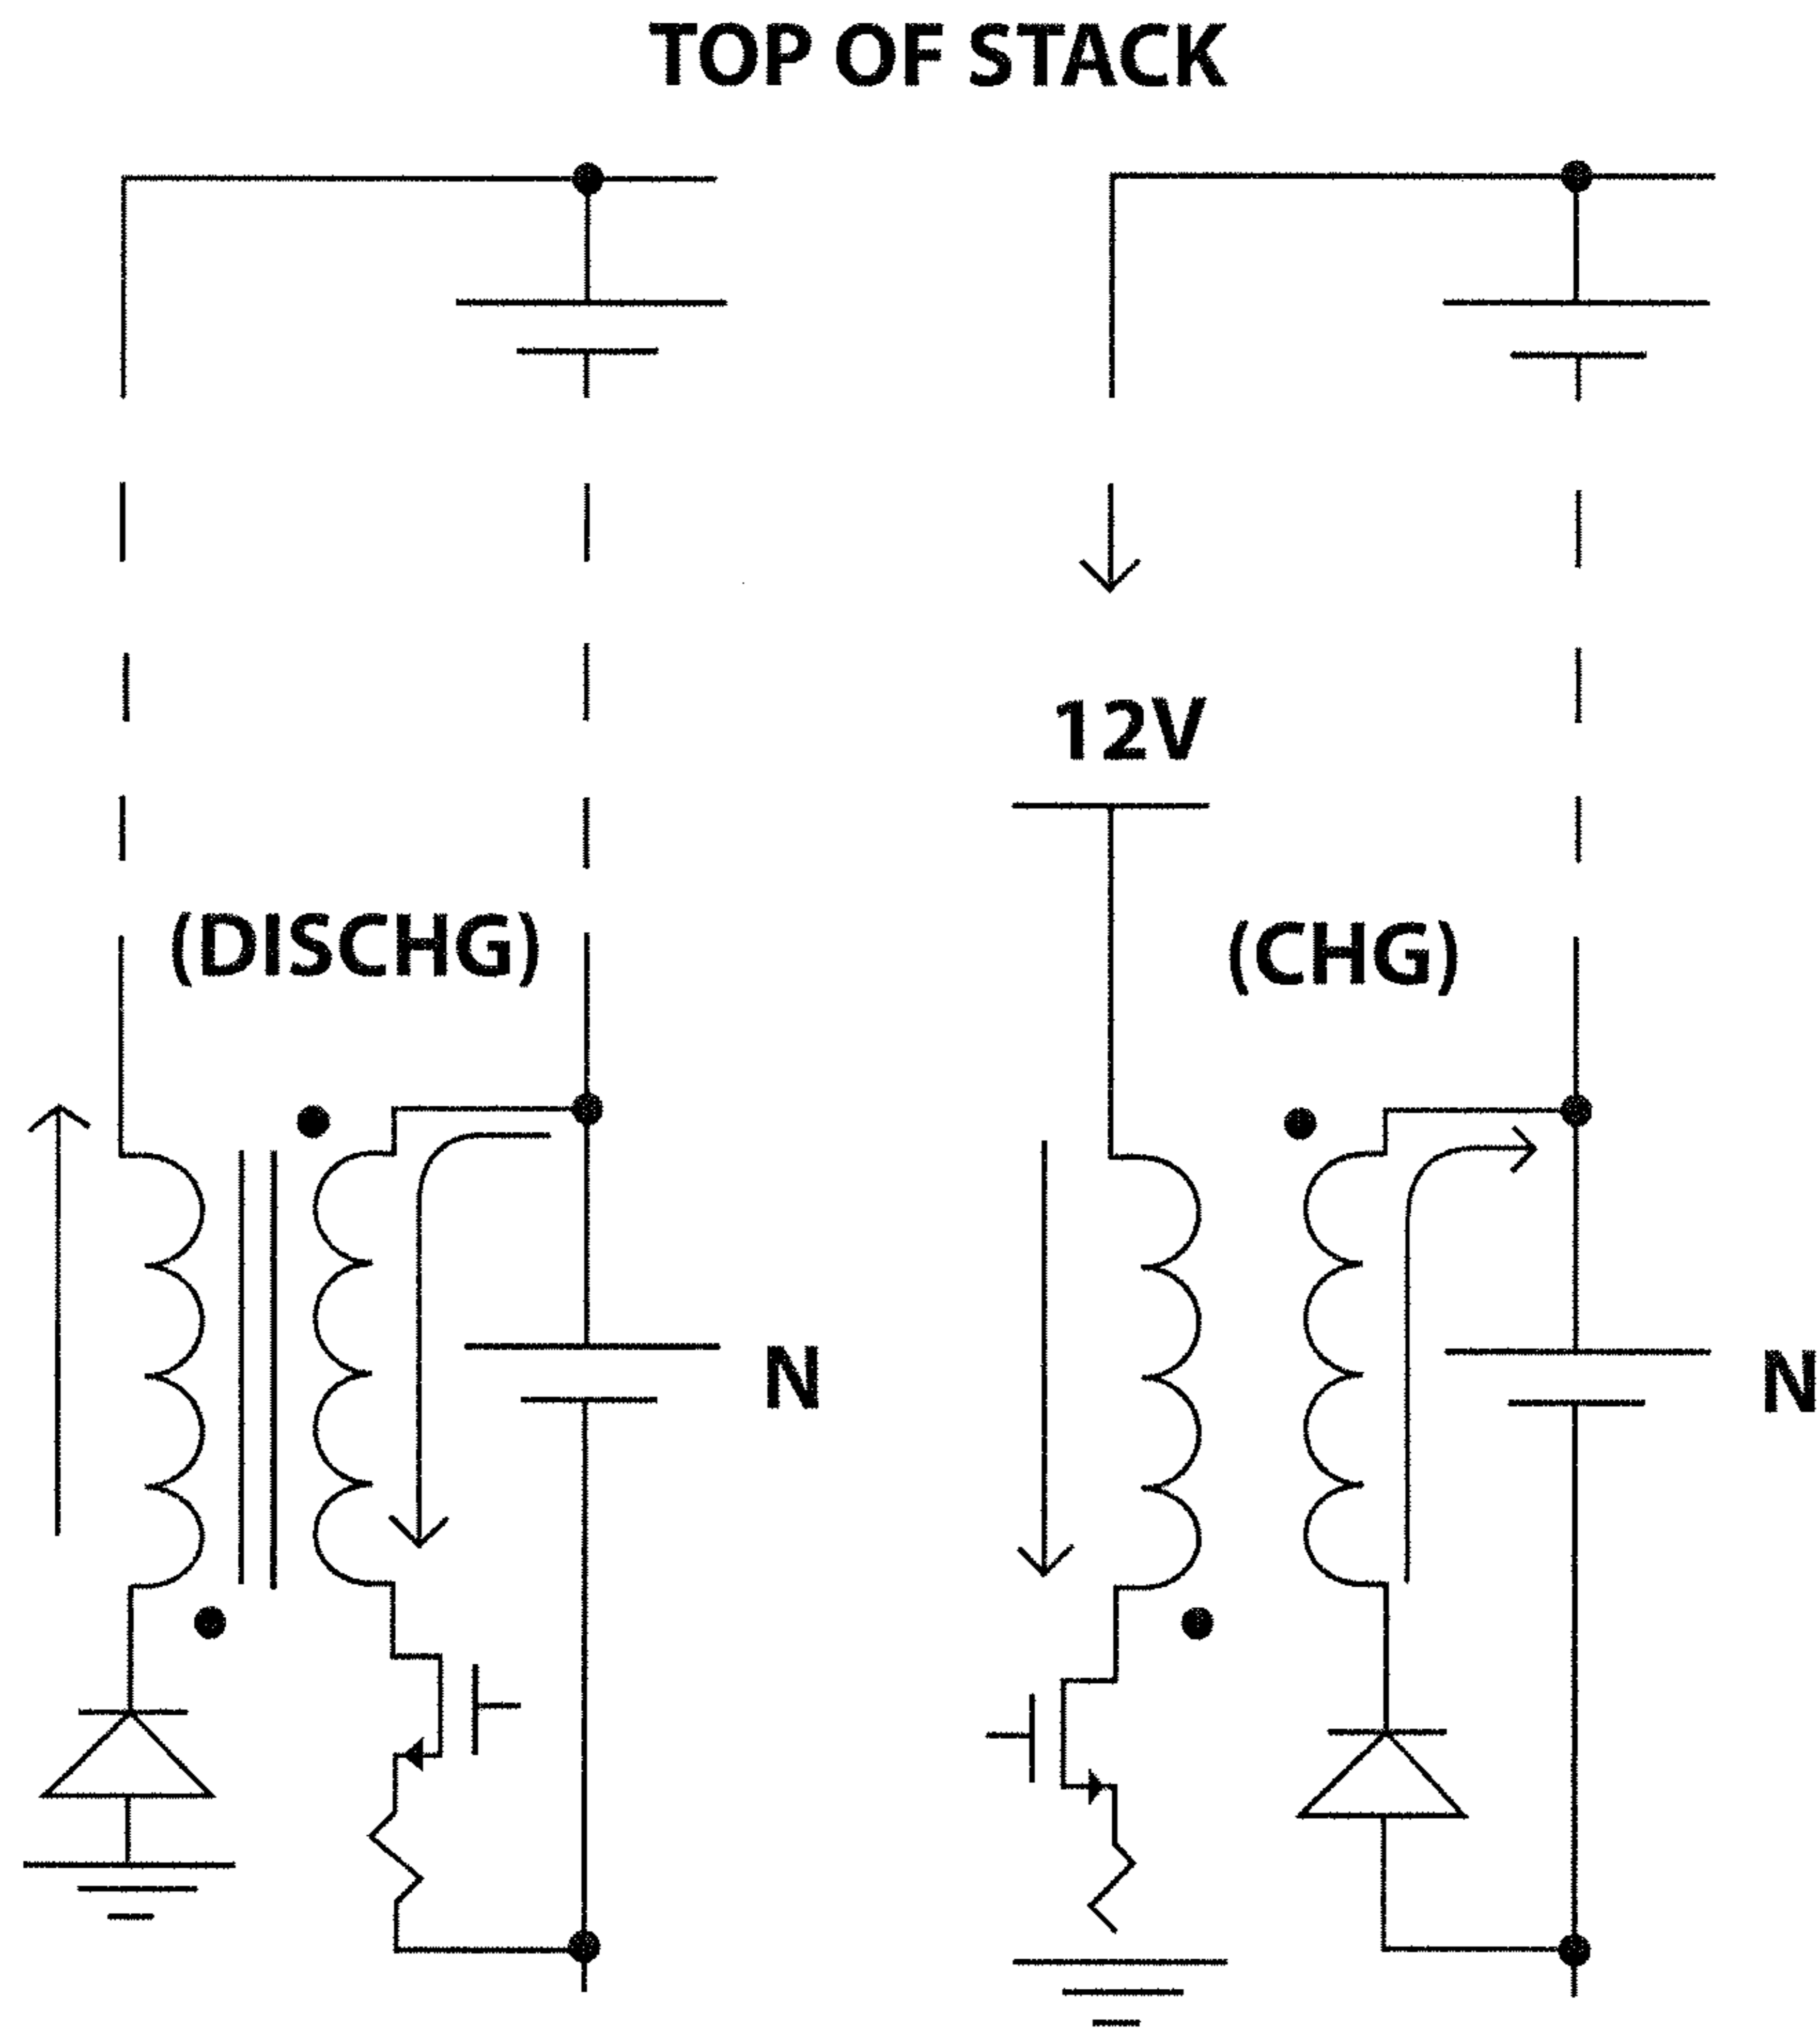 TOP OF STACK
12V
(DISCHG)
(CHG)
N
N